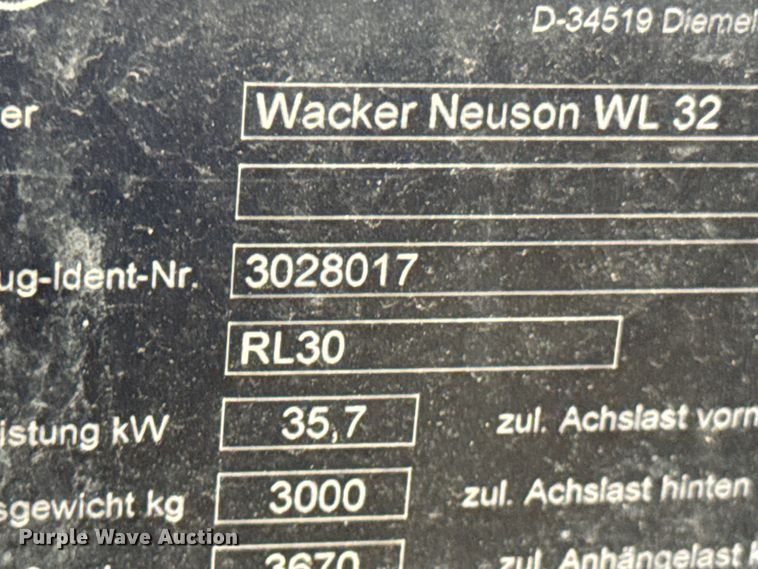 D-34519 Diemel
er Wacker Neuson WL 32
ug-Ident-Nr. 3028017
RL30
istung kW 35,7 zul. Achslast vorn
sgewicht kg 3000 zul. Achslast hinten
3670 zul. Anhängelast k
Purple Wave Auction